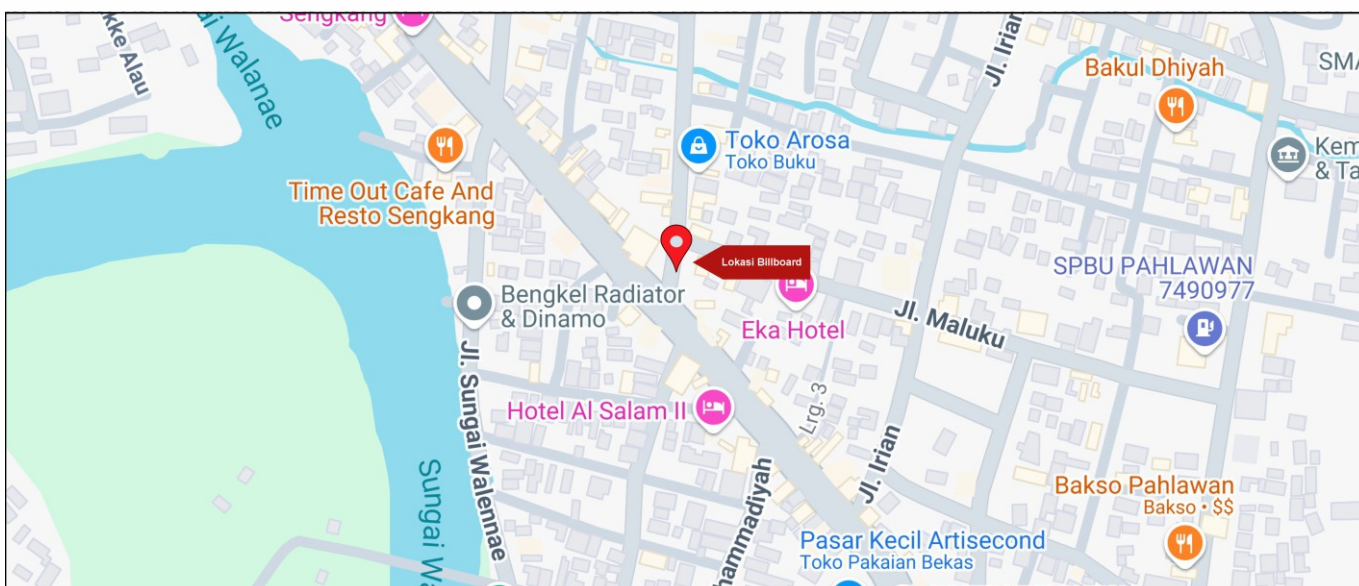 Sengkang
kke Alau
ai Walanae
Jl. Irian
SMA
Bakul Dhiyah
Toko Arosa
Toko Buku
Kem
& Ta
Time Out Cafe And
Resto Sengkang
Lokasi Billboard
SPBU PAHLAWAN
7490977
Bengkel Radiator
& Dinamo
Eka Hotel
Jl. Maluku
Jl. Sungai Walennae
Hotel Al Salam II
Lrg. 3
Jl. Irian
Sungai Wa
hammadiyah
Bakso Pahlawan
Bakso • $$
Pasar Kecil Artisecond
Toko Pakaian Bekas